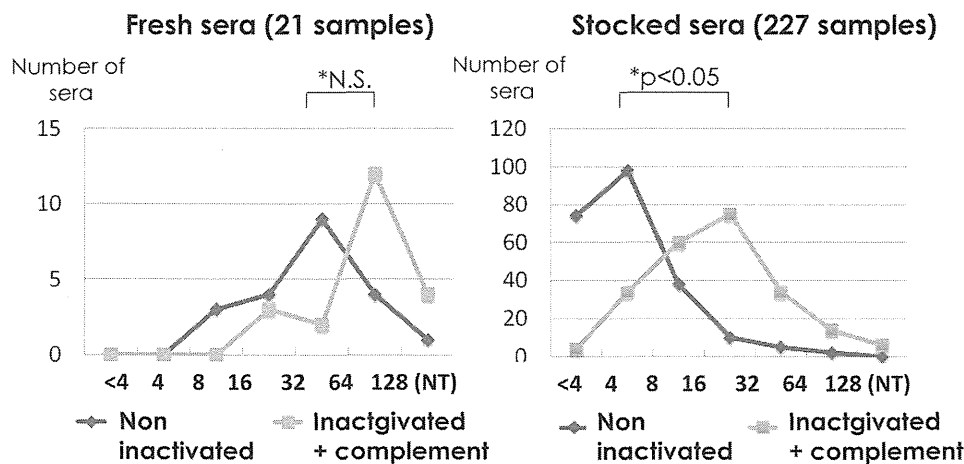 Fresh sera (21 samples)
Number of
sera
*N.S.
15
10
5
0
<4 4 8 16 32 64 128 (NT)
Non
inactivated
Inactgivated
+ complement
Stocked sera (227 samples)
Number of
sera
*p<0.05
120
100
80
60
40
20
0
<4 4 8 16 32 64 128 (NT)
Non
inactivated
Inactgivated
+ complement